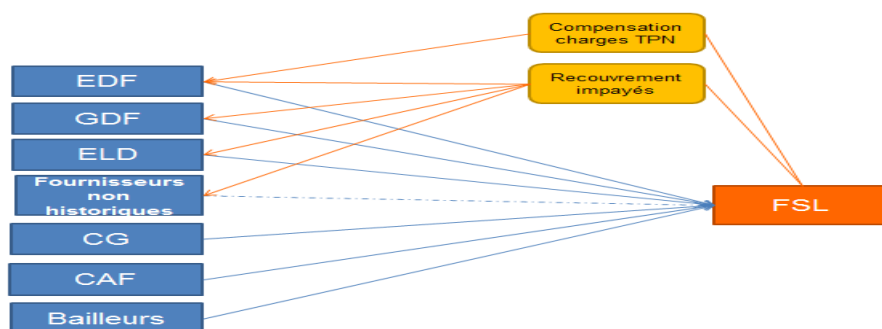 Compensation
charges TPN
EDF
Recouvrement
impayés
GDF
ELD
Fournisseurs
non
historiques
FSL
CG
CAF
Bailleurs